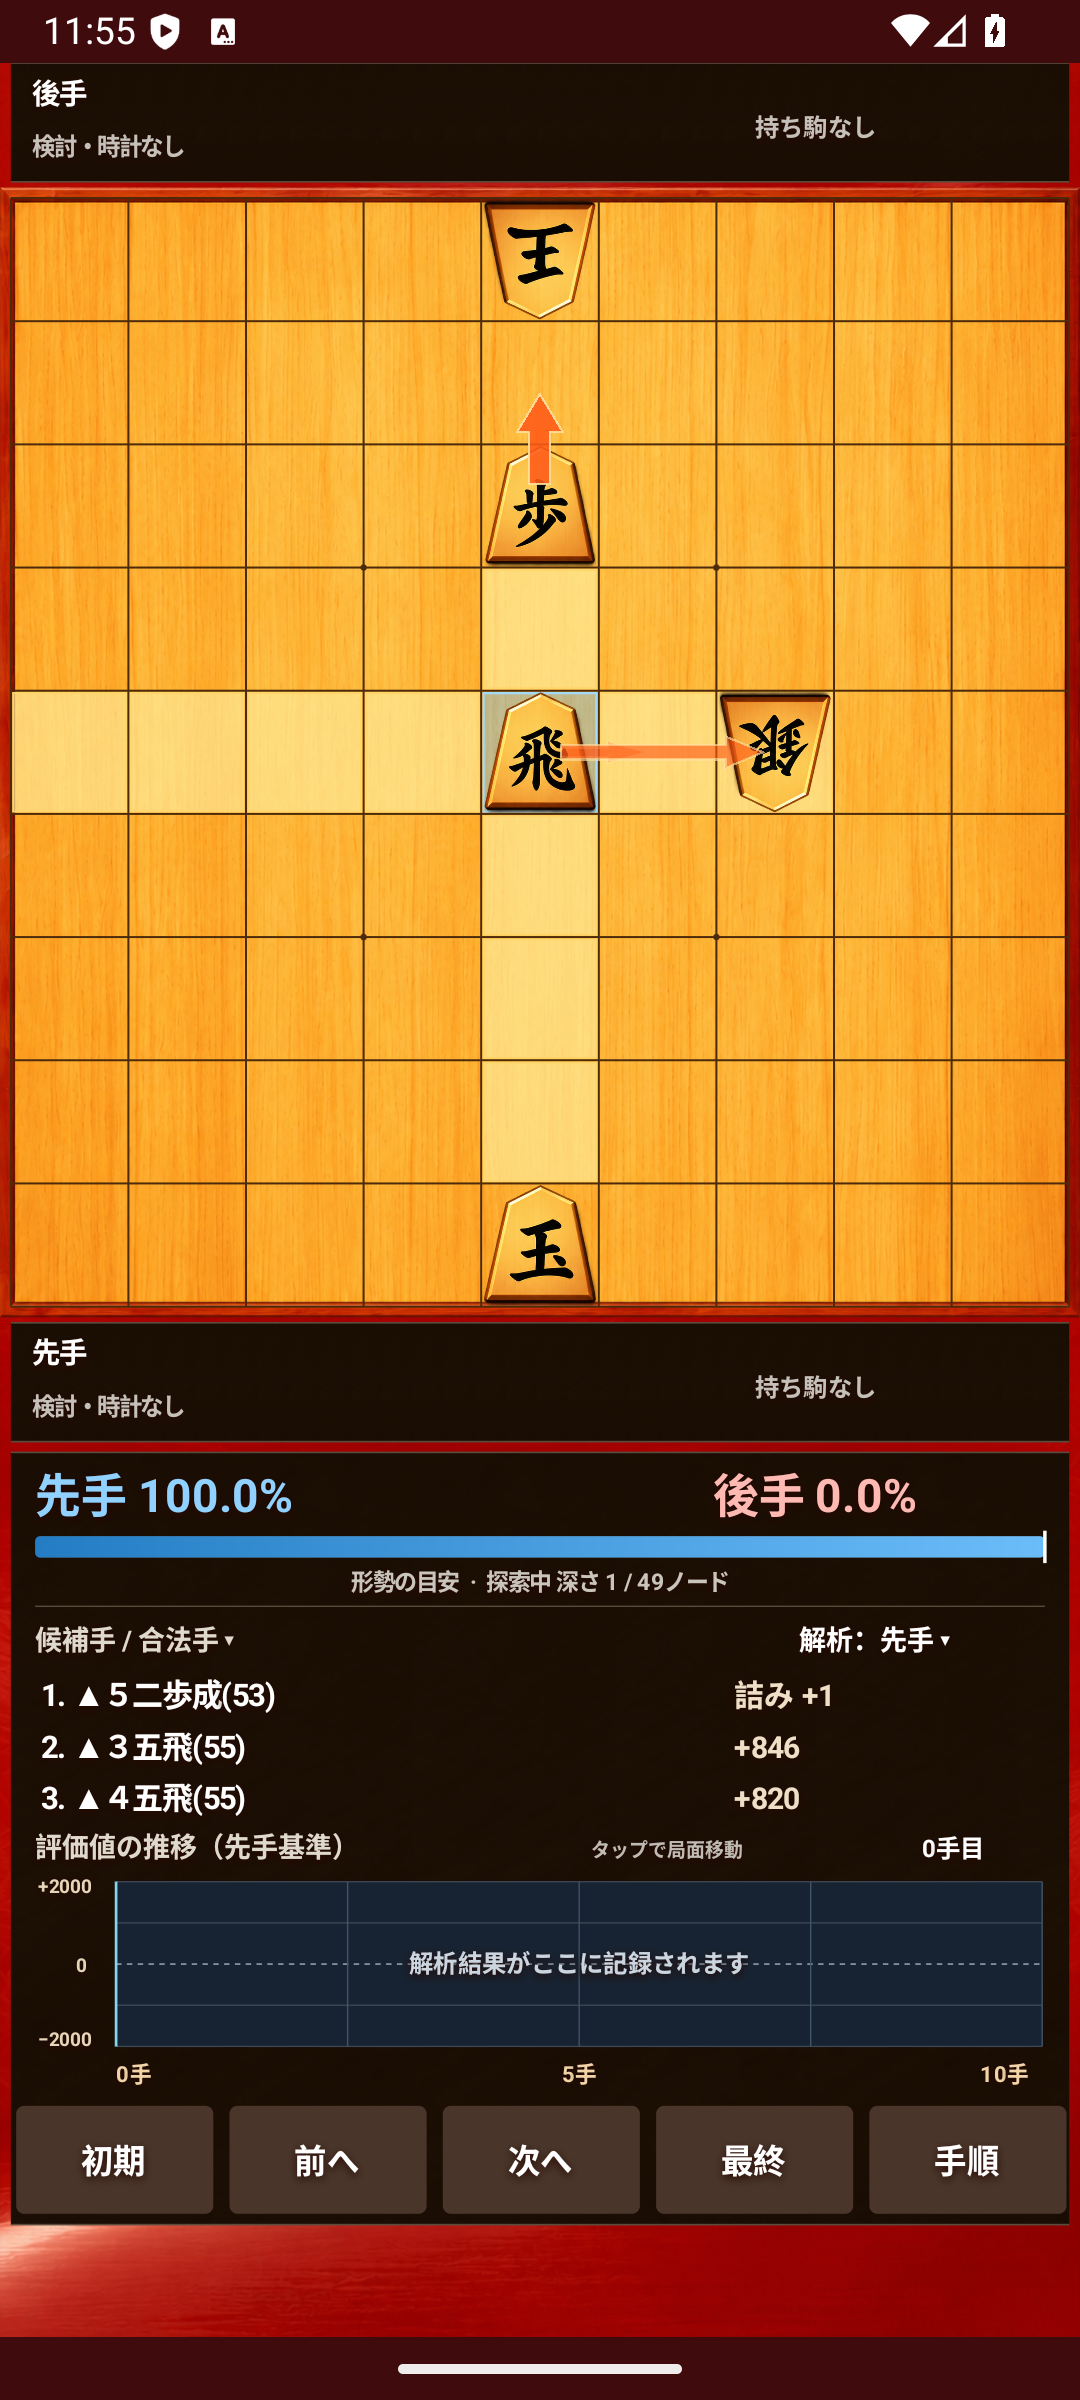 11:55
後手
検討・時計なし
持ち駒なし
王
歩
飛
銀
玉
先手
検討・時計なし
持ち駒なし
先手 100.0%
後手 0.0%
形勢の目安 · 探索中 深さ 1 / 49ノード
候補手 / 合法手 ▾
解析: 先手 ▾
1. ▲５二歩成(53)
詰み +1
2. ▲３五飛(55)
+846
3. ▲４五飛(55)
+820
評価値の推移（先手基準）
タップで局面移動
0手目
+2000
0
−2000
解析結果がここに記録されます
0手
5手
10手
初期
前へ
次へ
最終
手順